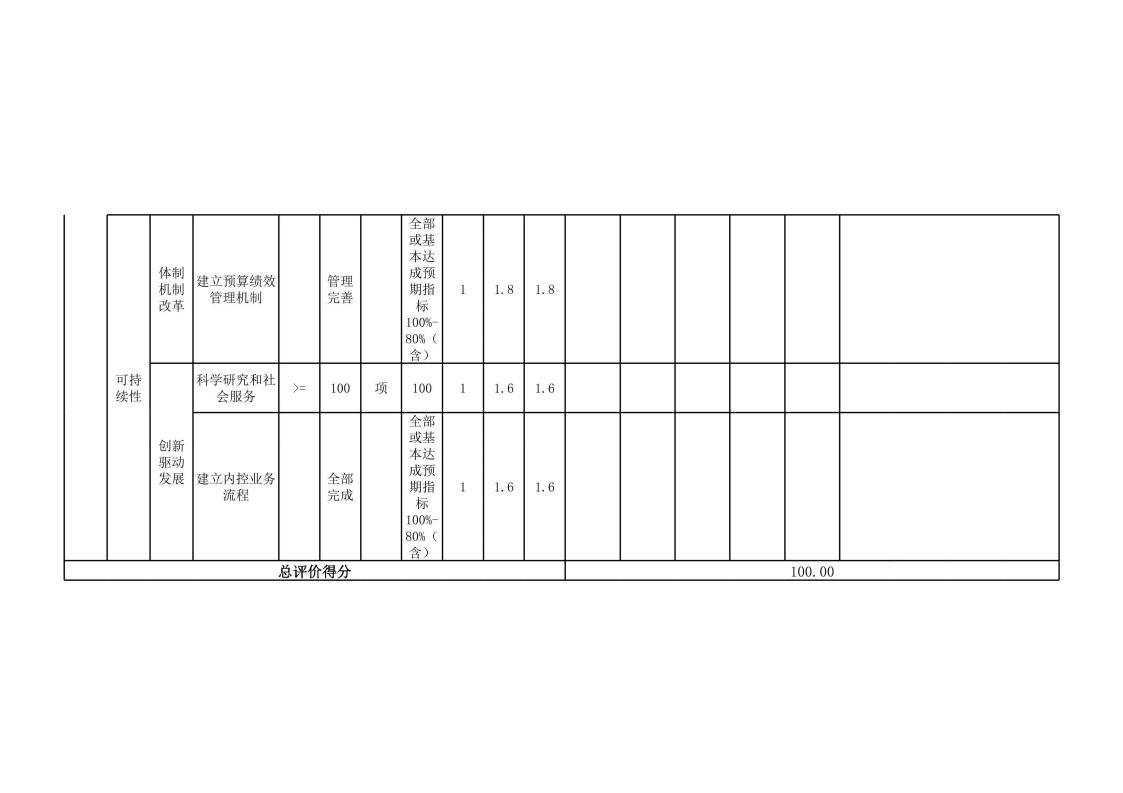 可持
续性
体制
机制
改革
建立预算绩效
管理机制
管理
完善
全部
或基
本达
成预
期指
标
100%-
80%（
含）
1
1.8
1.8
创新
驱动
发展
科学研究和社
会服务
>=
100
项
100
1
1.6
1.6
建立内控业务
流程
全部
完成
全部
或基
本达
成预
期指
标
100%-
80%（
含）
1
1.6
1.6
总评价得分
100.00